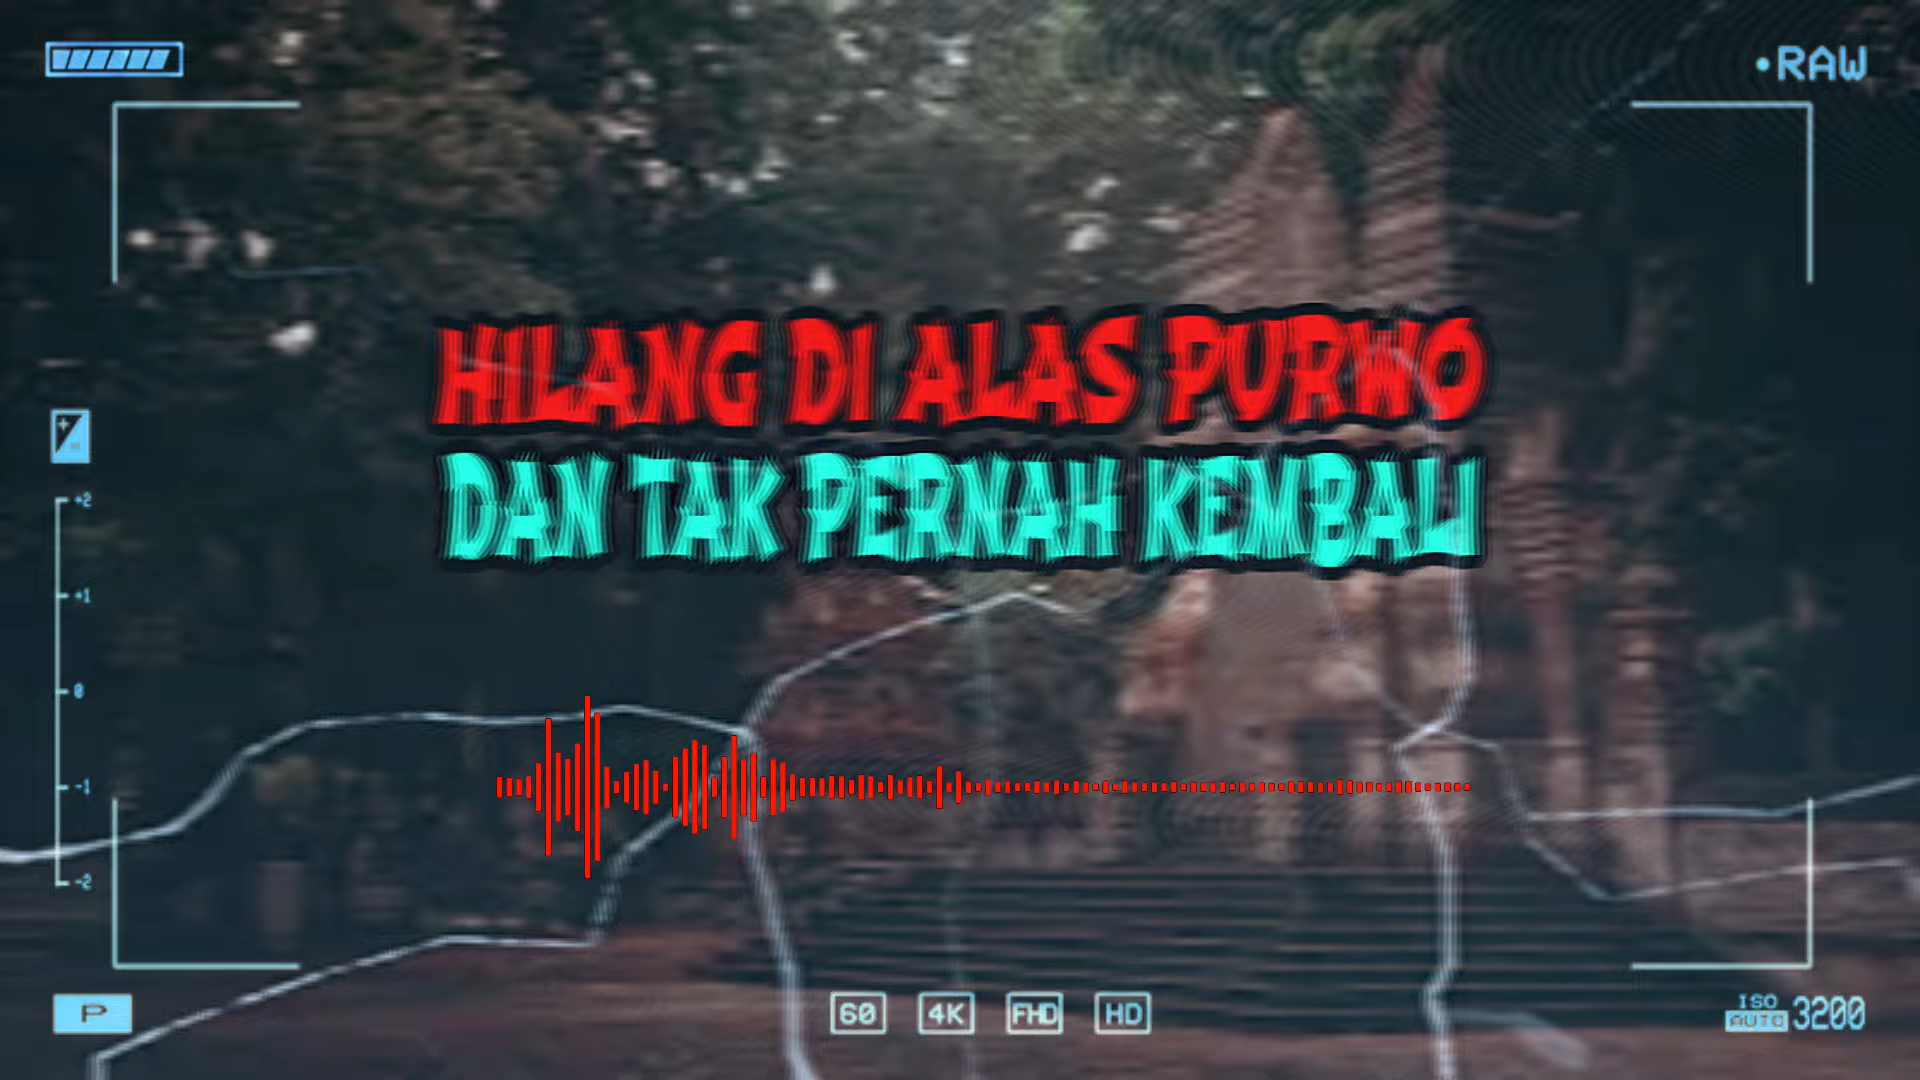 •RAW
HILANG DI ALAS PURWO
DAN TAK PERNAH KEMBALI
+2
+1
0
-1
-2
P
60 4K FHD HD
ISO
AUTO 3200